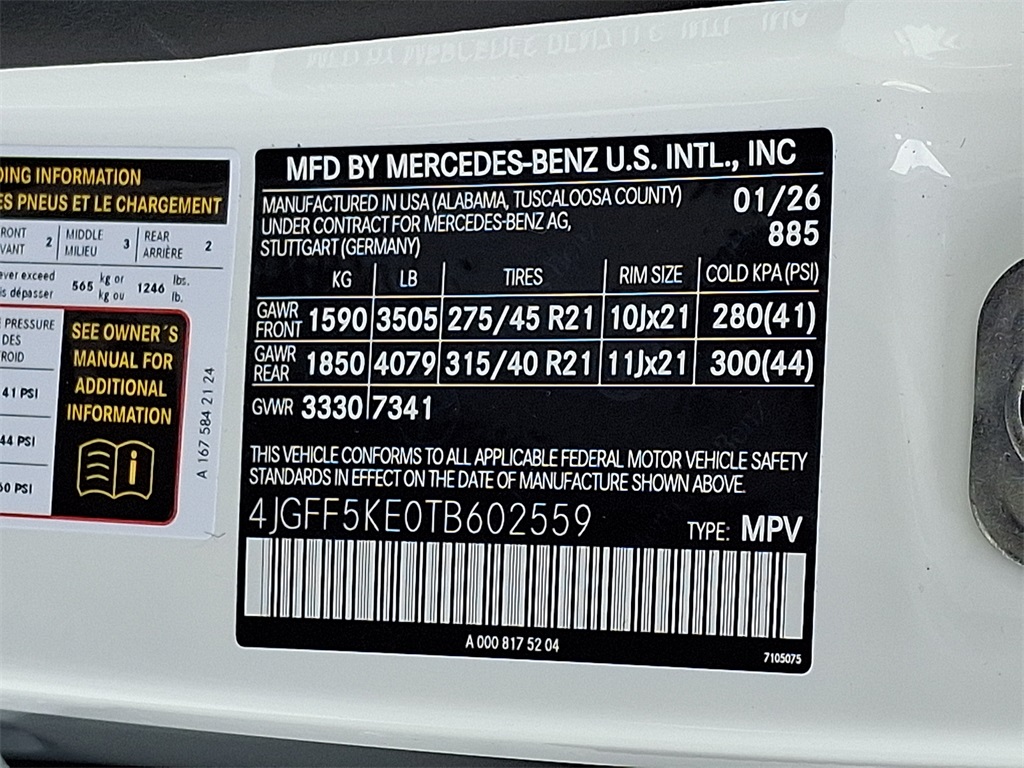 DING INFORMATION
ES PNEUS ET LE CHARGEMENT
RONT
VANT 2
MIDDLE
MILIEU 3
REAR
ARRIÈRE 2
ever exceed
is dépasser
565 kg or
kg ou
1246 lbs.
lb.
PRESSURE
DES
ROID
41 PSI
44 PSI
60 PSI
SEE OWNER´S
MANUAL FOR
ADDITIONAL
INFORMATION
i
A 167 584 21 24
MFD BY MERCEDES-BENZ U.S. INTL., INC
MANUFACTURED IN USA (ALABAMA, TUSCALOOSA COUNTY) 01/26
UNDER CONTRACT FOR MERCEDES-BENZ AG, 885
STUTTGART (GERMANY)
KG LB TIRES RIM SIZE COLD KPA (PSI)
GAWR FRONT 1590 3505 275/45 R21 10Jx21 280(41)
GAWR REAR 1850 4079 315/40 R21 11Jx21 300(44)
GVWR 3330 7341
THIS VEHICLE CONFORMS TO ALL APPLICABLE FEDERAL MOTOR VEHICLE SAFETY
STANDARDS IN EFFECT ON THE DATE OF MANUFACTURE SHOWN ABOVE.
4JGFF5KE0TB602559 TYPE: MPV
A 000 817 52 04
7105075